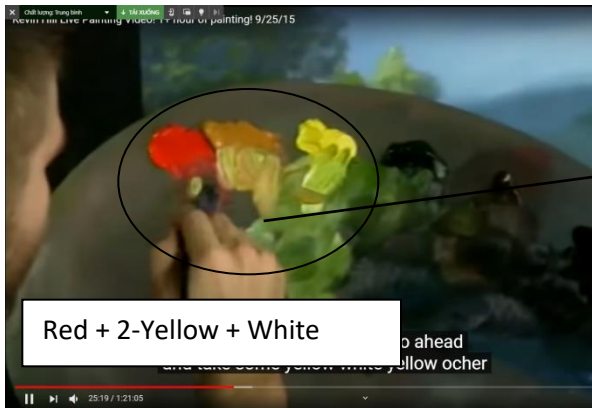 Chất lượng: Trung bình
TẢI XUỐNG
Kevin Hill Live Painting Video! 1+ hour of painting! 9/25/15
Red + 2-Yellow + White
o ahead
and take some yellow white yellow ocher
25:19 / 1:21:05